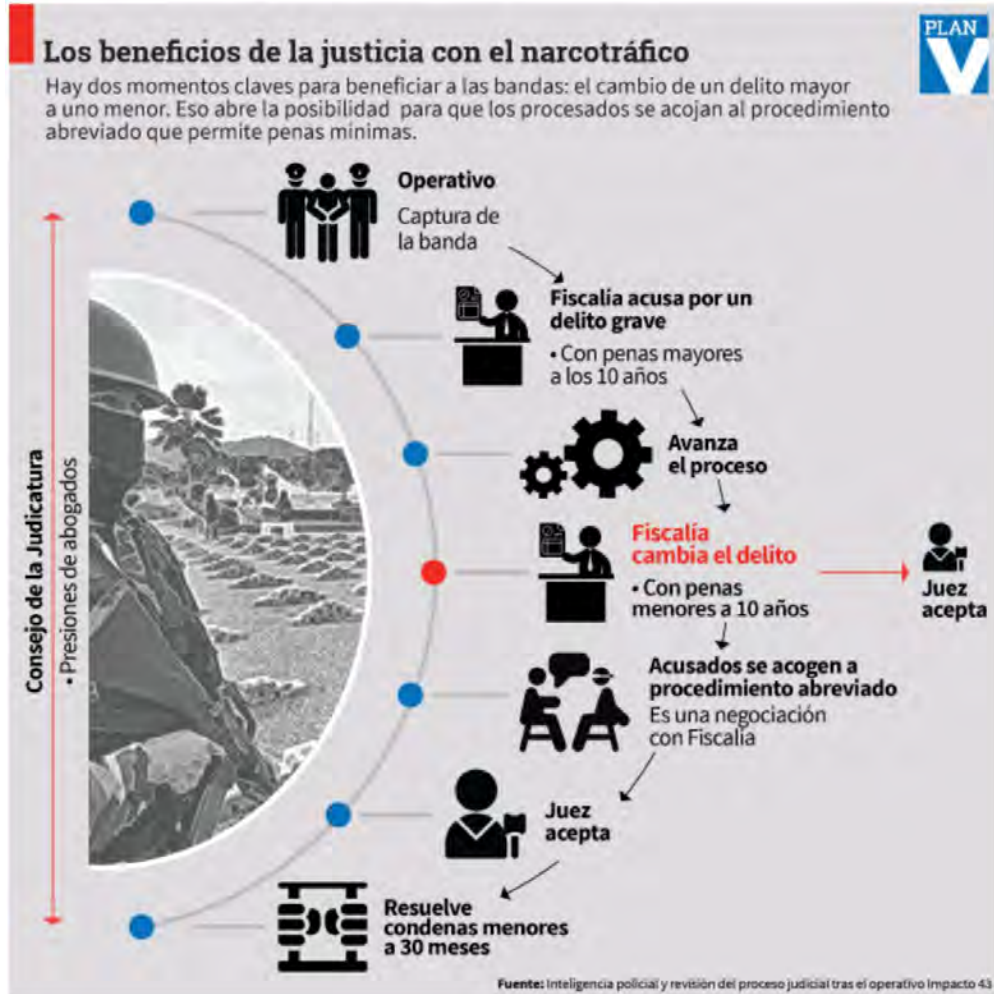 PLAN
V
Los beneficios de la justicia con el narcotráfico
Hay dos momentos claves para beneficiar a las bandas: el cambio de un delito mayor
a uno menor. Eso abre la posibilidad para que los procesados se acojan al procedimiento
abreviado que permite penas mínimas.
Operativo
Captura de
la banda
Fiscalía acusa por un
delito grave
• Con penas mayores
a los 10 años
Avanza
el proceso
Fiscalía
cambia el delito
• Con penas
menores a 10 años
Juez
acepta
Acusados se acogen a
procedimiento abreviado
Es una negociación
con Fiscalía
Juez
acepta
Resuelve
condenas menores
a 30 meses
Consejo de la Judicatura
• Presiones de abogados
Fuente: Inteligencia policial y revisión del proceso judicial tras el operativo Impacto 43